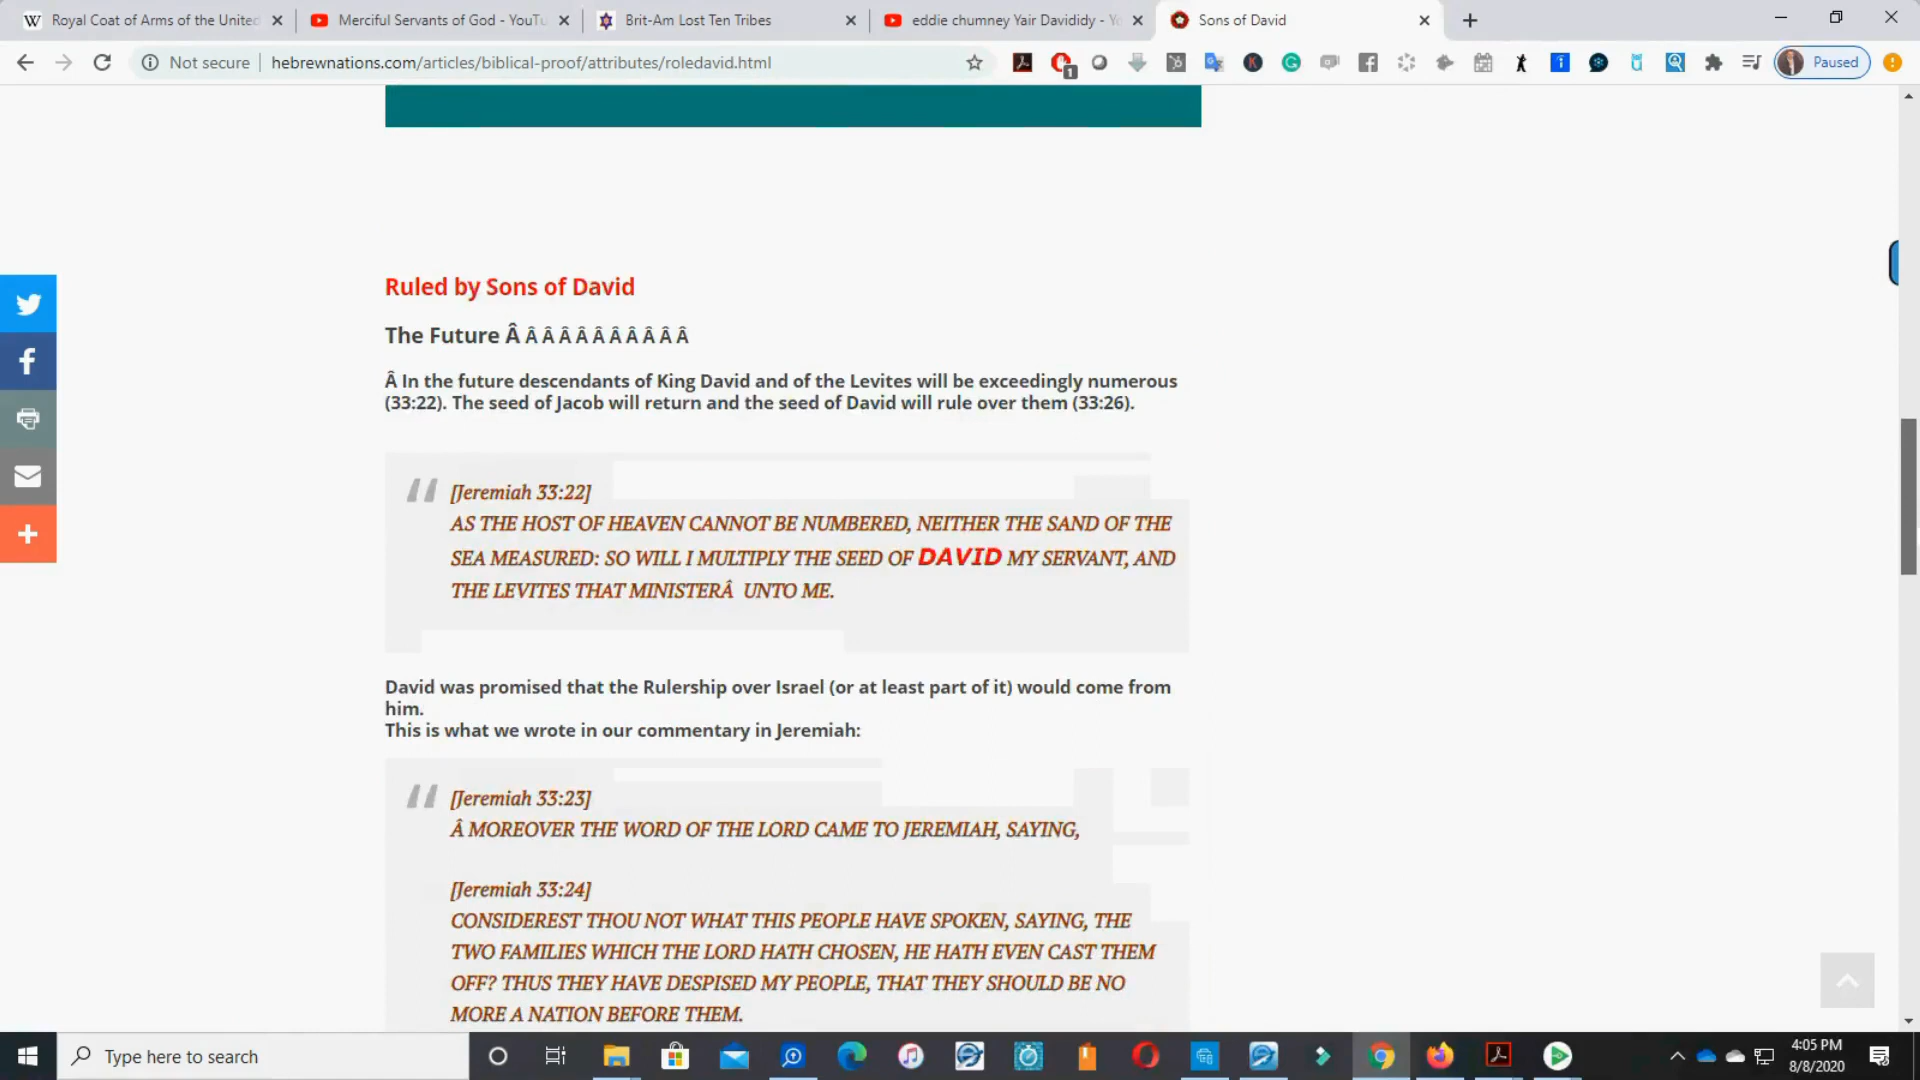 Royal Coat of Arms of the United
Merciful Servants of God - YouTu
Brit-Am Lost Ten Tribes
eddie chumney Yair Davididy - Yo
Sons of David
Not secure
hebrewnations.com/articles/biblical-proof/attributes/roledavid.html
1
Paused
Ruled by Sons of David
The Future Â Â Â Â Â Â Â Â Â Â Â
Â In the future descendants of King David and of the Levites will be exceedingly numerous
(33:22). The seed of Jacob will return and the seed of David will rule over them (33:26).
[Jeremiah 33:22]
AS THE HOST OF HEAVEN CANNOT BE NUMBERED, NEITHER THE SAND OF THE
SEA MEASURED: SO WILL I MULTIPLY THE SEED OF DAVID MY SERVANT, AND
THE LEVITES THAT MINISTERÂ UNTO ME.
David was promised that the Rulership over Israel (or at least part of it) would come from
him.
This is what we wrote in our commentary in Jeremiah:
[Jeremiah 33:23]
Â MOREOVER THE WORD OF THE LORD CAME TO JEREMIAH, SAYING,
[Jeremiah 33:24]
CONSIDEREST THOU NOT WHAT THIS PEOPLE HAVE SPOKEN, SAYING, THE
TWO FAMILIES WHICH THE LORD HATH CHOSEN, HE HATH EVEN CAST THEM
OFF? THUS THEY HAVE DESPISED MY PEOPLE, THAT THEY SHOULD BE NO
MORE A NATION BEFORE THEM.
Type here to search
4:05 PM
8/8/2020